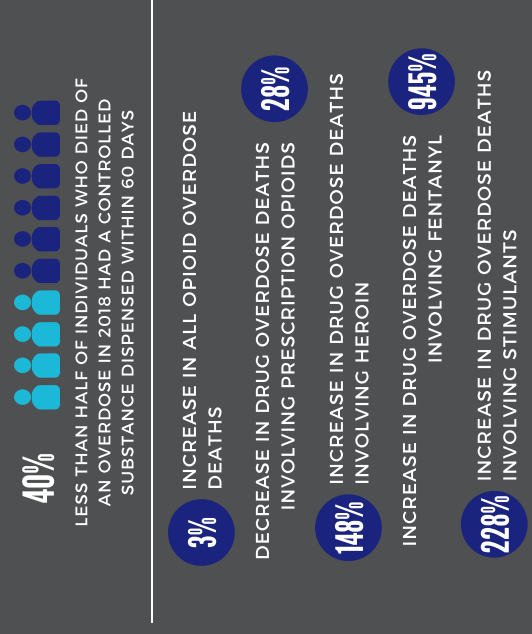 40%
LESS THAN HALF OF INDIVIDUALS WHO DIED OF
AN OVERDOSE IN 2018 HAD A CONTROLLED
SUBSTANCE DISPENSED WITHIN 60 DAYS
3%
INCREASE IN ALL OPIOID OVERDOSE
DEATHS
DECREASE IN DRUG OVERDOSE DEATHS
INVOLVING PRESCRIPTION OPIOIDS
28%
148%
INCREASE IN DRUG OVERDOSE DEATHS
INVOLVING HEROIN
INCREASE IN DRUG OVERDOSE DEATHS
INVOLVING FENTANYL
945%
228%
INCREASE IN DRUG OVERDOSE DEATHS
INVOLVING STIMULANTS